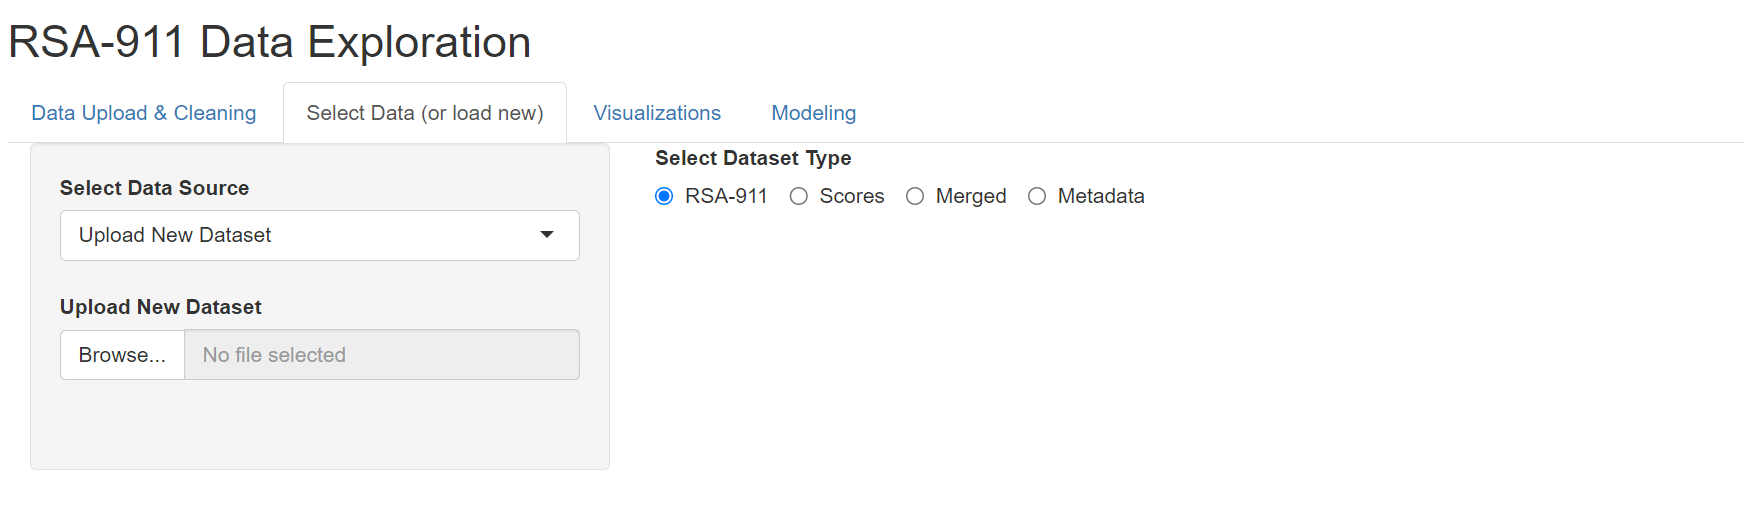 RSA-911 Data Exploration
Data Upload & Cleaning Select Data (or load new) Visualizations Modeling
Select Data Source
Upload New Dataset
Upload New Dataset
Browse... No file selected
Select Dataset Type
RSA-911 Scores Merged Metadata